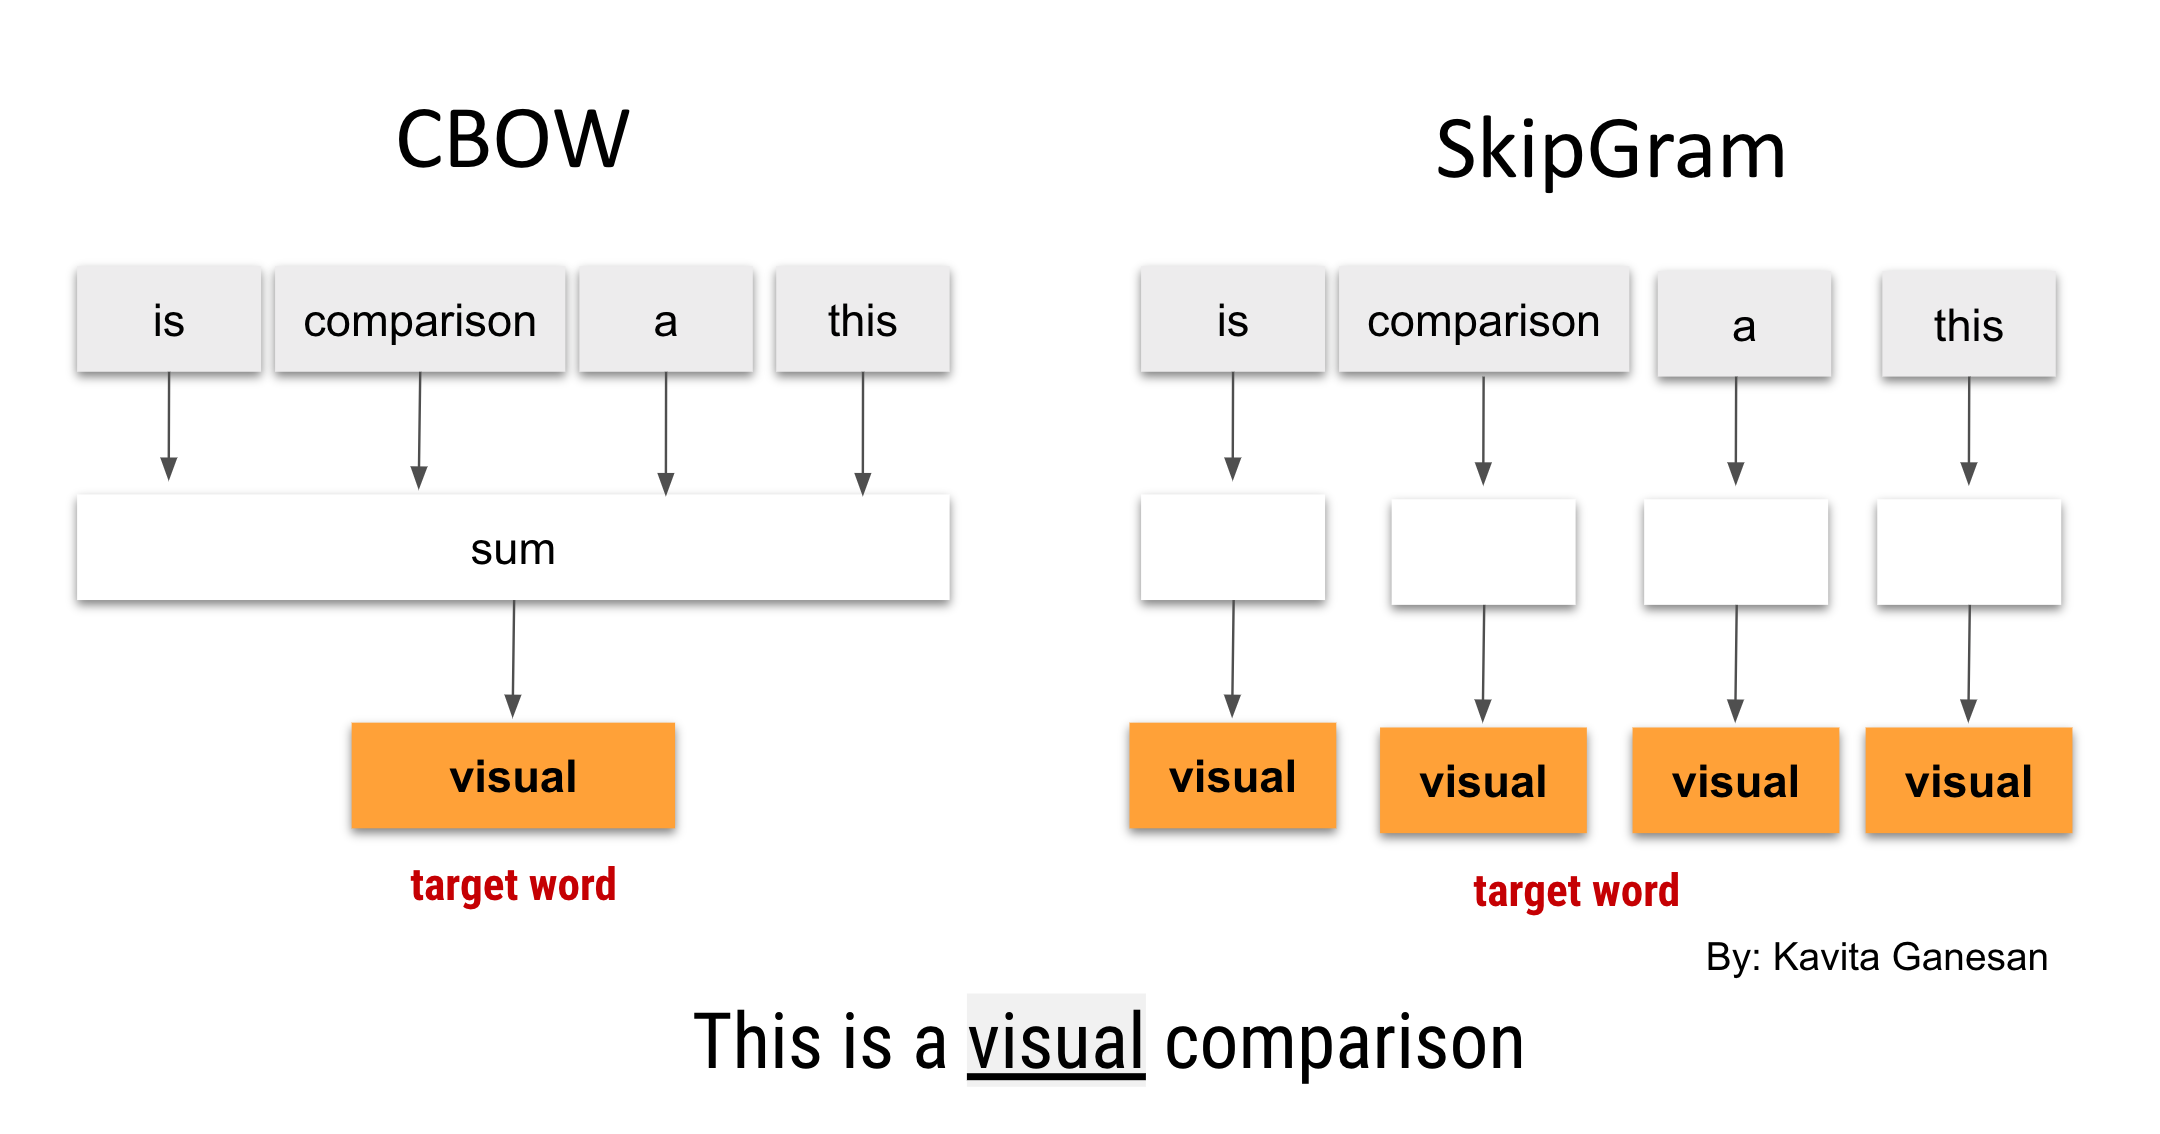 CBOW
SkipGram
is comparison a this
is comparison a this
sum
visual
visual visual visual visual
target word
target word
By: Kavita Ganesan
This is a visual comparison